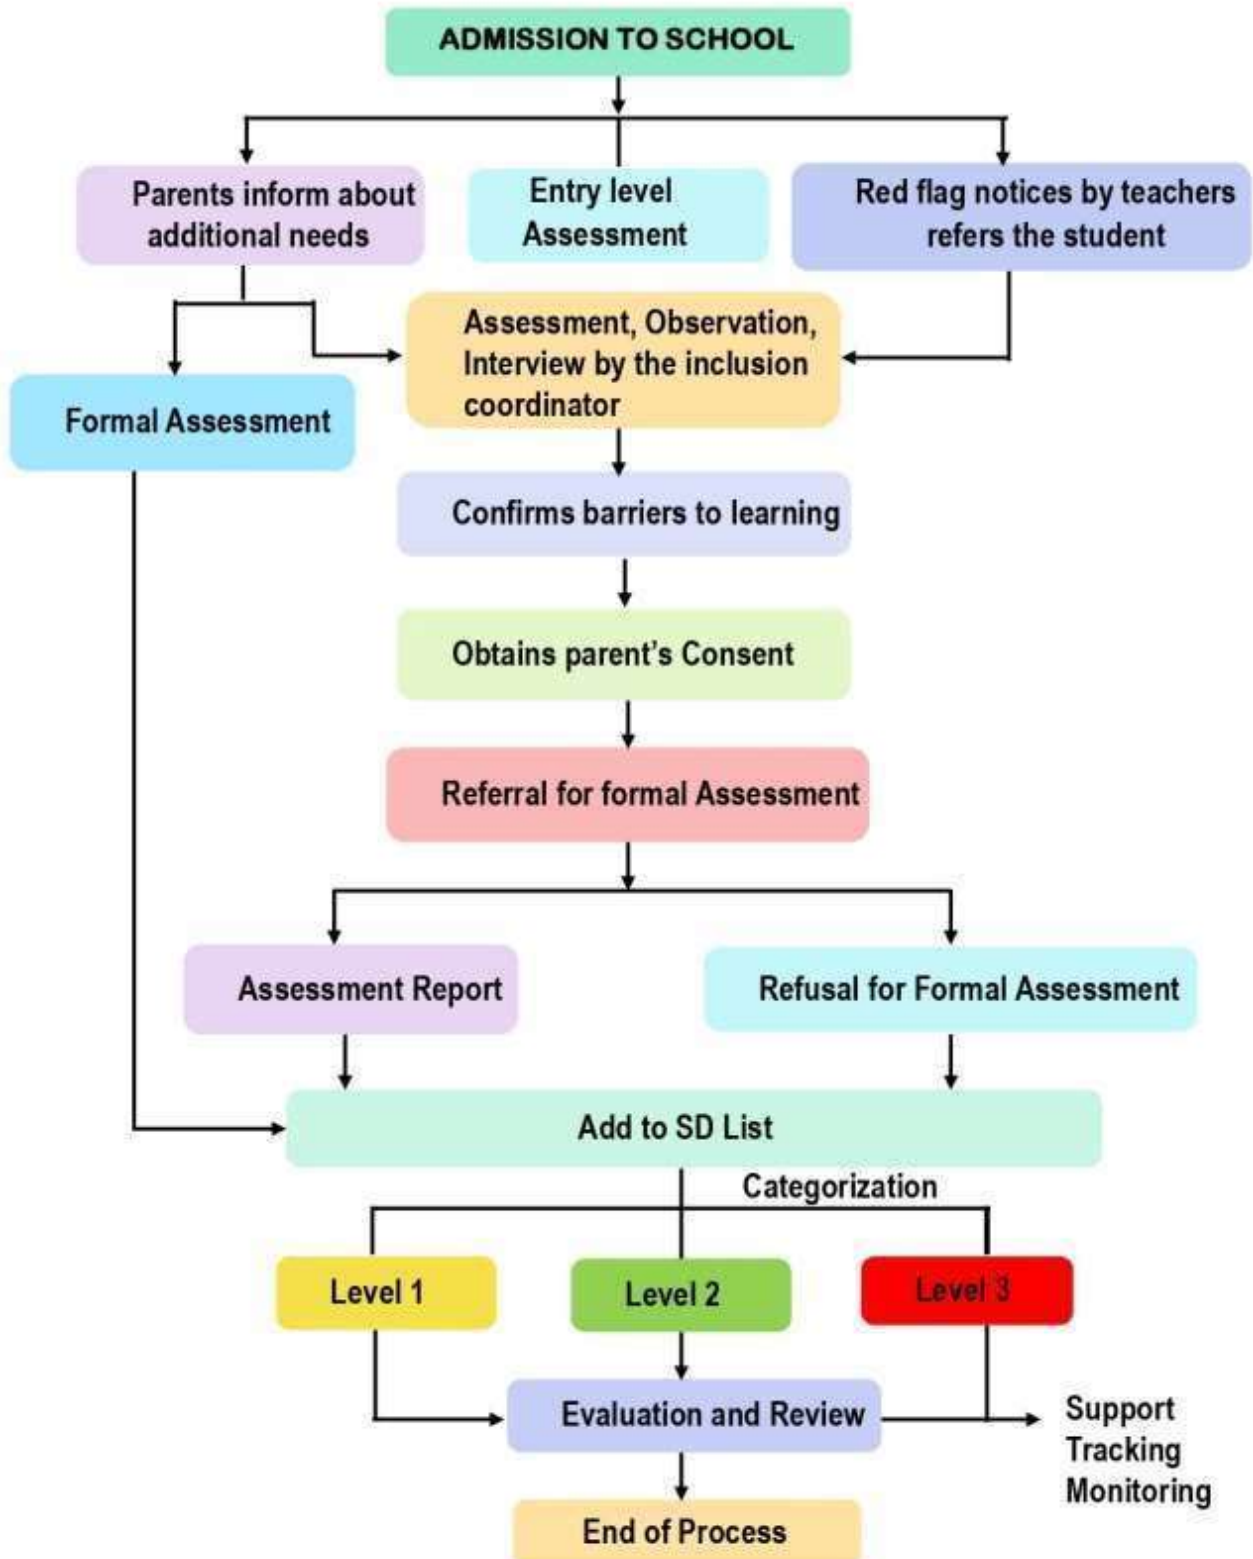 ADMISSION TO SCHOOL
Parents inform about
additional needs
Entry level
Assessment
Red flag notices by teachers
refers the student
Assessment, Observation,
Interview by the inclusion
coordinator
Formal Assessment
Confirms barriers to learning
Obtains parent's Consent
Referral for formal Assessment
Assessment Report
Refusal for Formal Assessment
Add to SD List
Categorization
Level 1
Level 2
Level 3
Evaluation and Review
Support
Tracking
Monitoring
End of Process